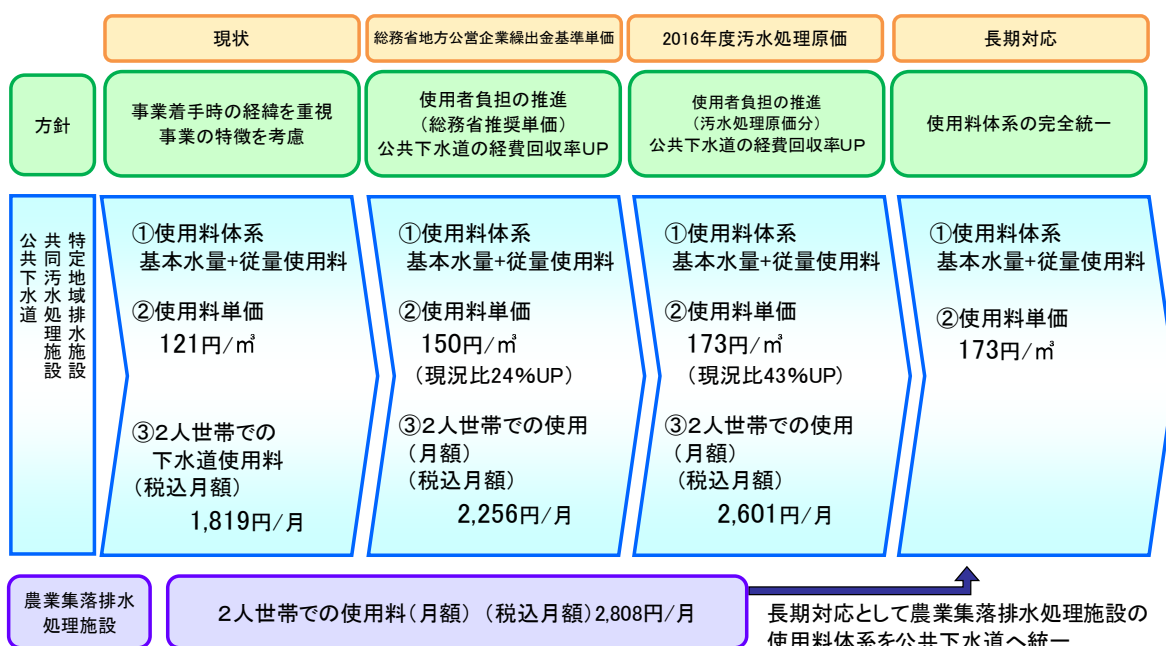 現状
総務省地方公営企業繰出金基準単価
2016年度汚水処理原価
長期対応
方針
事業着手時の経緯を重視
事業の特徴を考慮
使用者負担の推進
（総務省推奨単価）
公共下水道の経費回収率UP
使用者負担の推進
（汚水処理原価分）
公共下水道の経費回収率UP
使用料体系の完全統一
特定地域排水施設
共同汚水処理施設
公共下水道
①使用料体系
基本水量+従量使用料
②使用料単価
121円/㎥
③２人世帯での
下水道使用料
（税込月額）
1,819円/月
①使用料体系
基本水量+従量使用料
②使用料単価
150円/㎥
（現況比24%UP）
③２人世帯での使用
（月額）
（税込月額）
2,256円/月
①使用料体系
基本水量+従量使用料
②使用料単価
173円/㎥
（現況比43%UP）
③２人世帯での使用
（月額）
（税込月額）
2,601円/月
①使用料体系
基本水量+従量使用料
②使用料単価
173円/㎥
農業集落排水
処理施設
２人世帯での使用料（月額）（税込月額）2,808円/月
長期対応として農業集落排水処理施設の
使用料体系を公共下水道へ統一